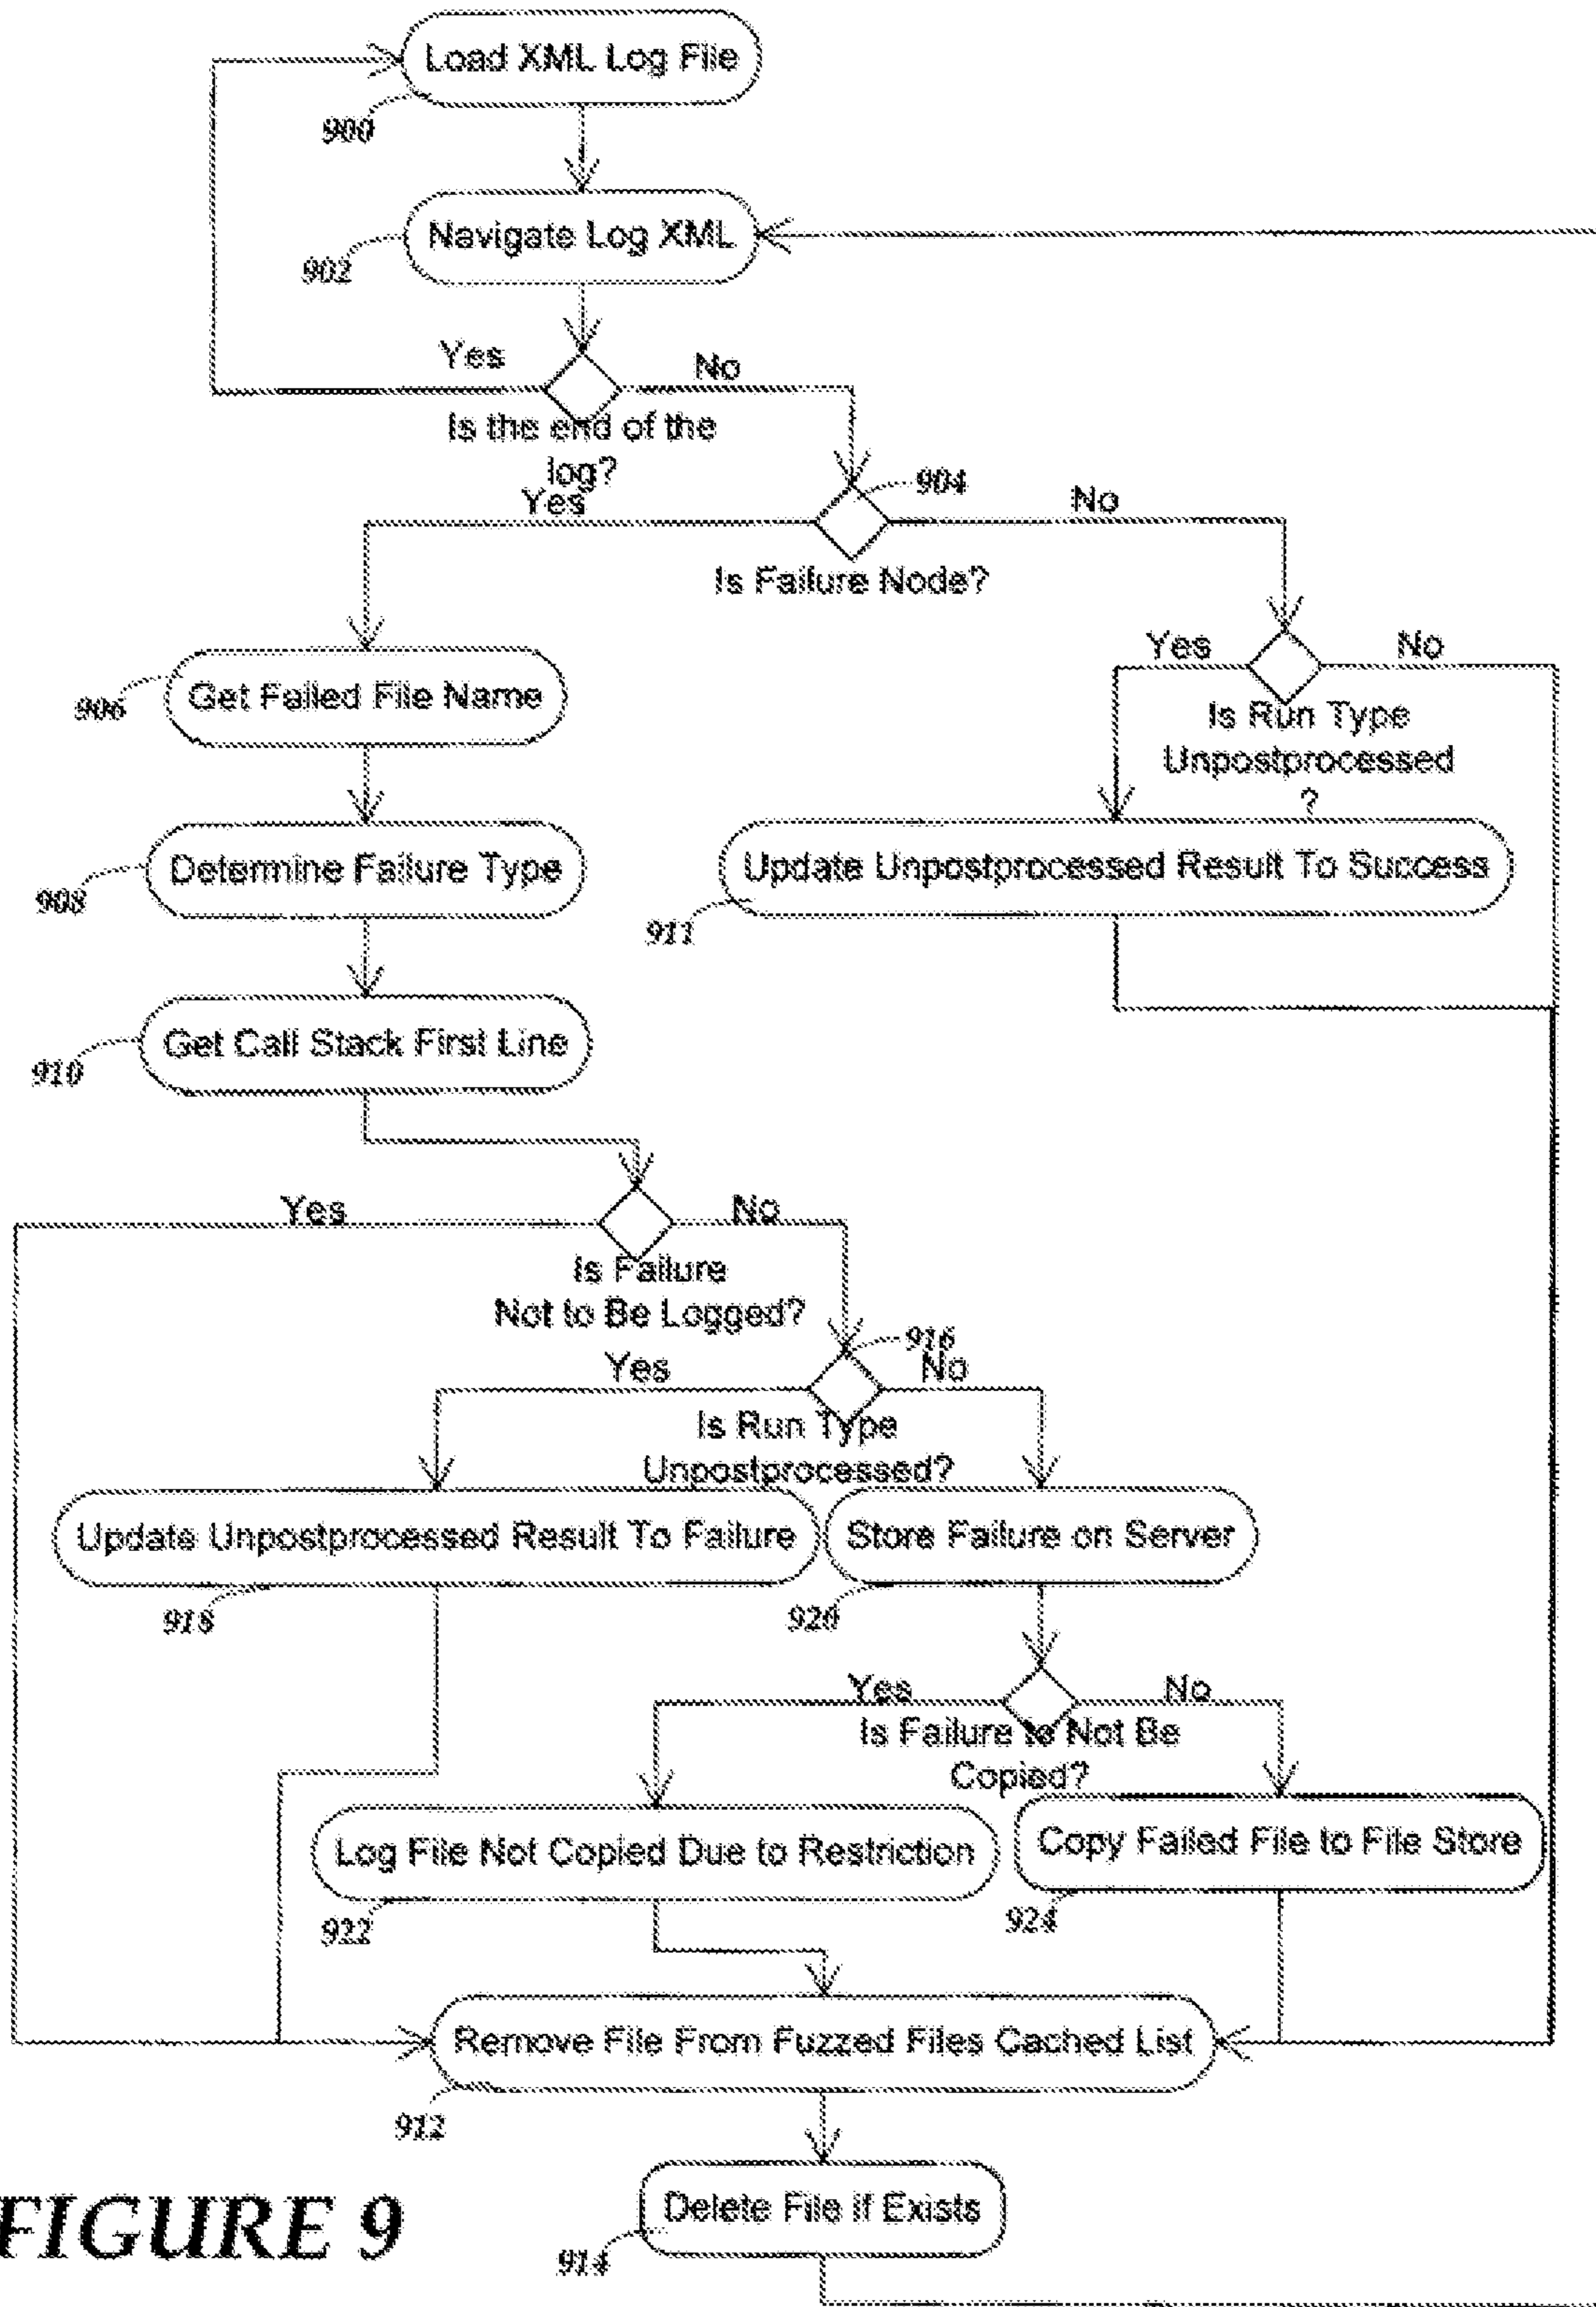 Load XML Log File
900
Navigate Log XML
902
Yes
No
Is the end of the
log?
904
Yes
No
Is Failure Node?
Yes
No
Is Run Type
Unpostprocessed
?
Get Failed File Name
906
Determine Failure Type
908
Update Unpostprocessed Result To Success
911
Get Call Stack First Line
910
Yes
No
Is Failure
Not to Be Logged?
916
Yes
No
Is Run Type
Unpostprocessed?
Update Unpostprocessed Result To Failure
918
Store Failure on Server
920
Yes
No
Is Failure to Not Be
Copied?
Log File Not Copied Due to Restriction
922
Copy Failed File to File Store
924
Remove File From Fuzzed Files Cached List
912
Delete File if Exists
914
FIGURE 9